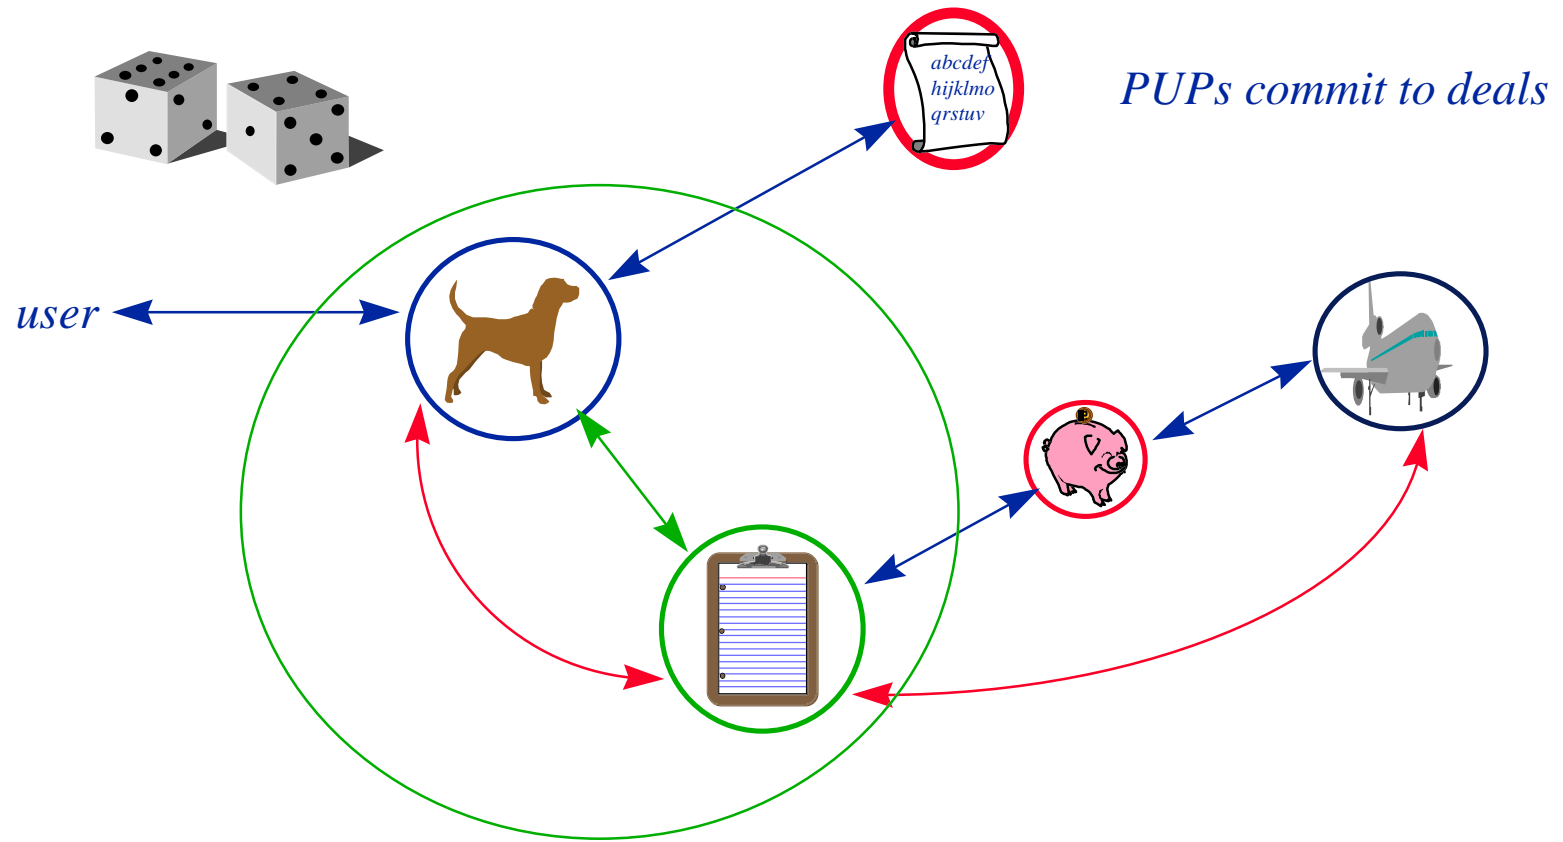 abcdef
hijklmo
qrstuv
PUPs commit to deals
user
P